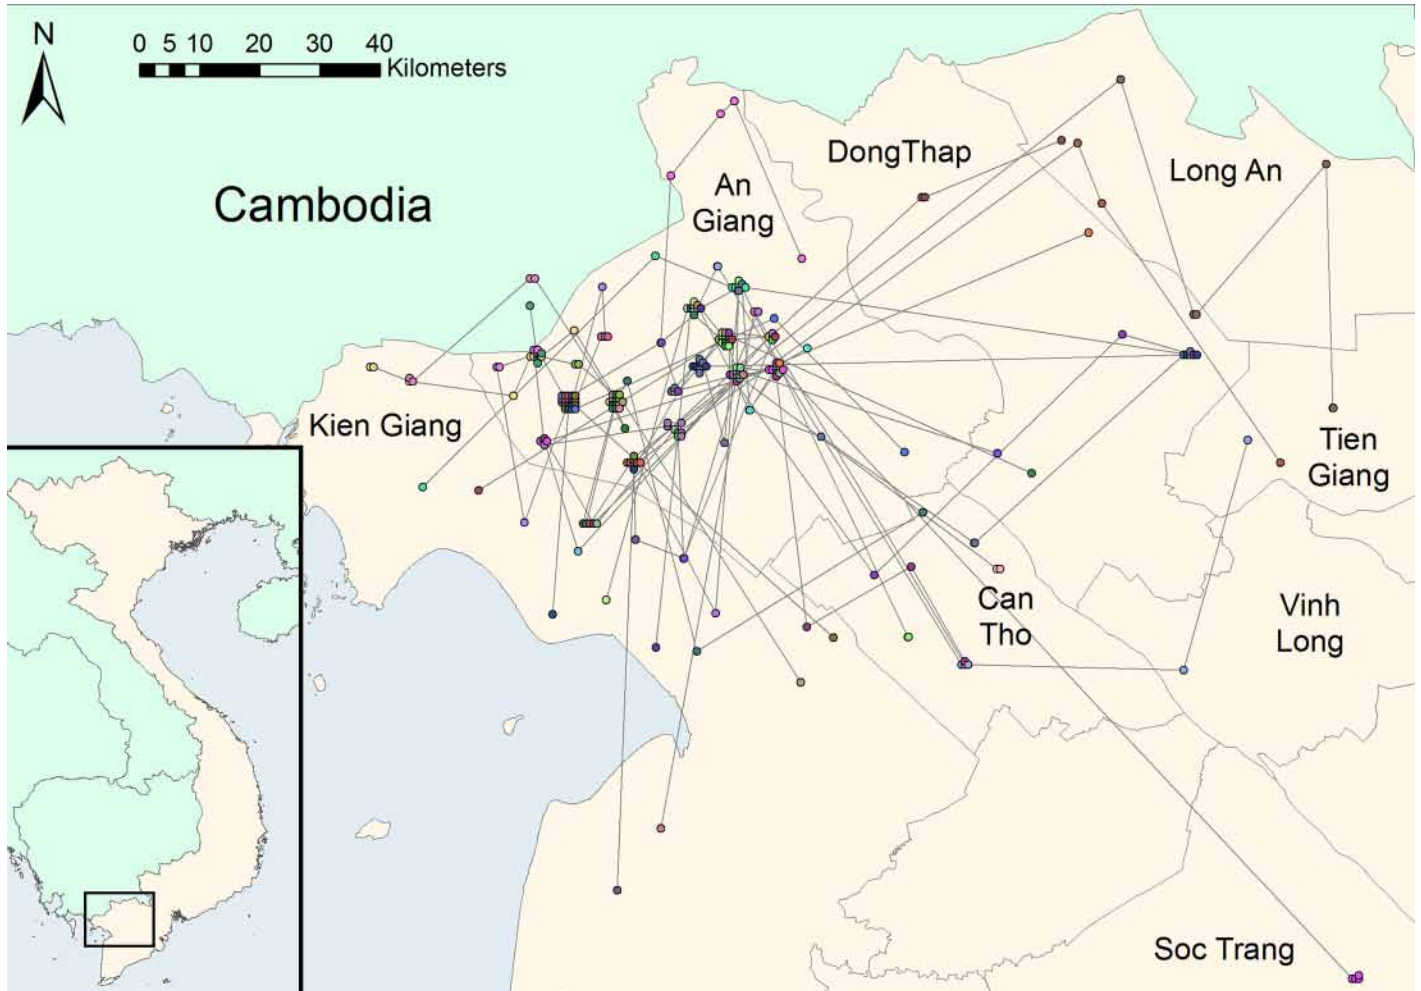 N
0 5 10 20 30 40
Kilometers
Cambodia
An
Giang
DongThap
Long An
Kien Giang
Tien
Giang
Can
Tho
Vinh
Long
Soc Trang